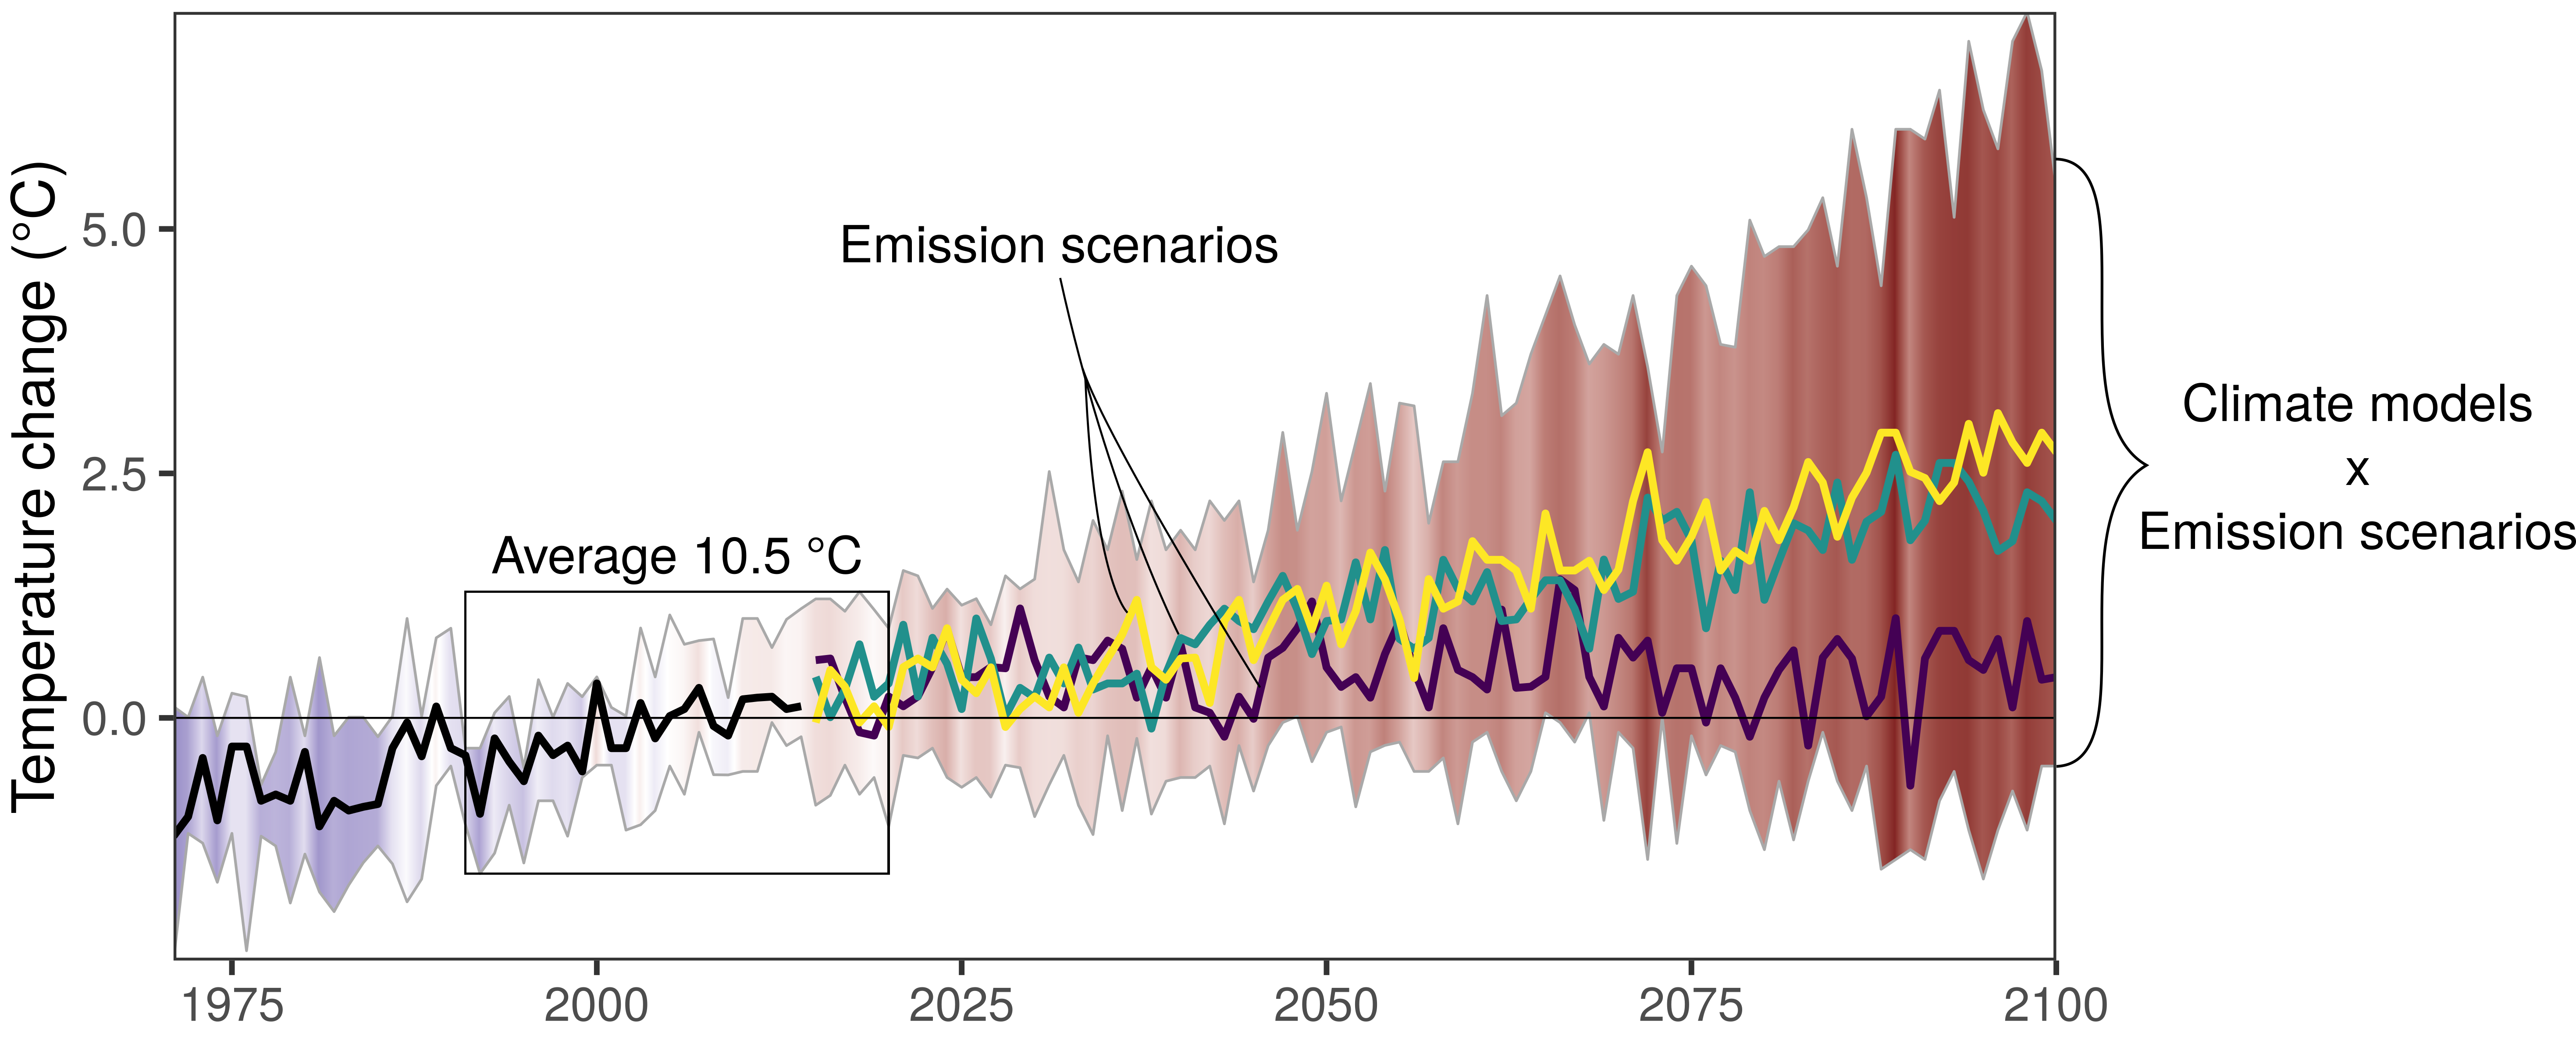 Temperature change (°C)
5.0
2.5
0.0
Emission scenarios
Average 10.5 °C
Climate models
x
Emission scenarios
1975
2000
2025
2050
2075
2100